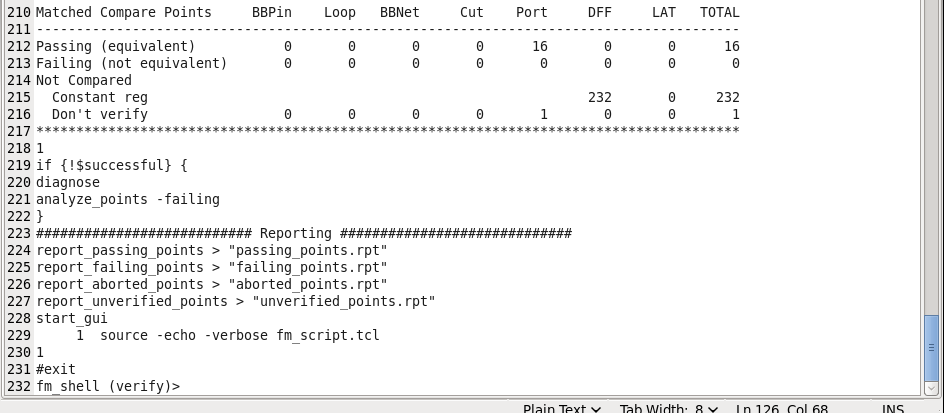 210 Matched Compare Points     BBPin    Loop   BBNet     Cut    Port     DFF     LAT   TOTAL
211 ----------------------------------------------------------------------------------------
212 Passing (equivalent)           0       0       0       0      16       0       0      16
213 Failing (not equivalent)       0       0       0       0       0       0       0       0
214 Not Compared
215   Constant reg                                                       232       0     232
216   Don't verify                 0       0       0       0       1       0       0       1
217 ****************************************************************************************
218 1
219 if {!$successful} {
220 diagnose
221 analyze_points -failing
222 }
223 ########################### Reporting #############################
224 report_passing_points > "passing_points.rpt"
225 report_failing_points > "failing_points.rpt"
226 report_aborted_points > "aborted_points.rpt"
227 report_unverified_points > "unverified_points.rpt"
228 start_gui
229      1  source -echo -verbose fm_script.tcl
230 1
231 #exit
232 fm_shell (verify)>
Plain Text Tab Width: 8 Ln 126, Col 68 INS